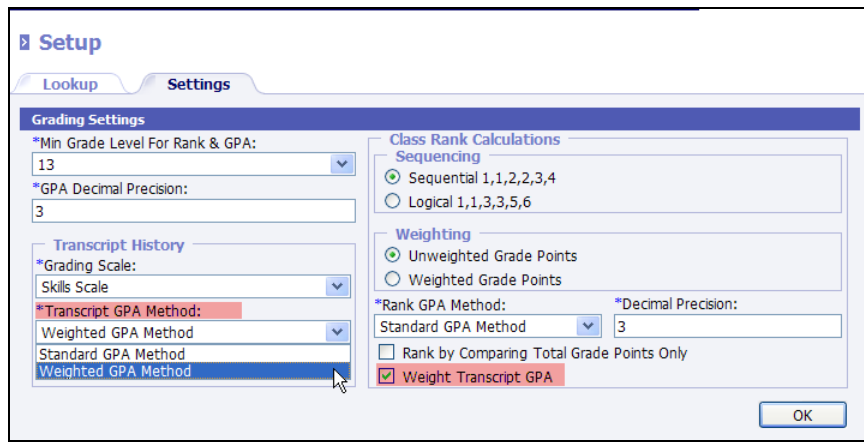 Setup
Lookup
Settings
Grading Settings
*Min Grade Level For Rank & GPA:
13
*GPA Decimal Precision:
3
Transcript History
*Grading Scale:
Skills Scale
*Transcript GPA Method:
Weighted GPA Method
Standard GPA Method
Weighted GPA Method
Class Rank Calculations
Sequencing
Sequential 1,1,2,2,3,4
Logical 1,1,3,3,5,6
Weighting
Unweighted Grade Points
Weighted Grade Points
*Rank GPA Method:
Standard GPA Method
*Decimal Precision:
3
Rank by Comparing Total Grade Points Only
Weight Transcript GPA
OK